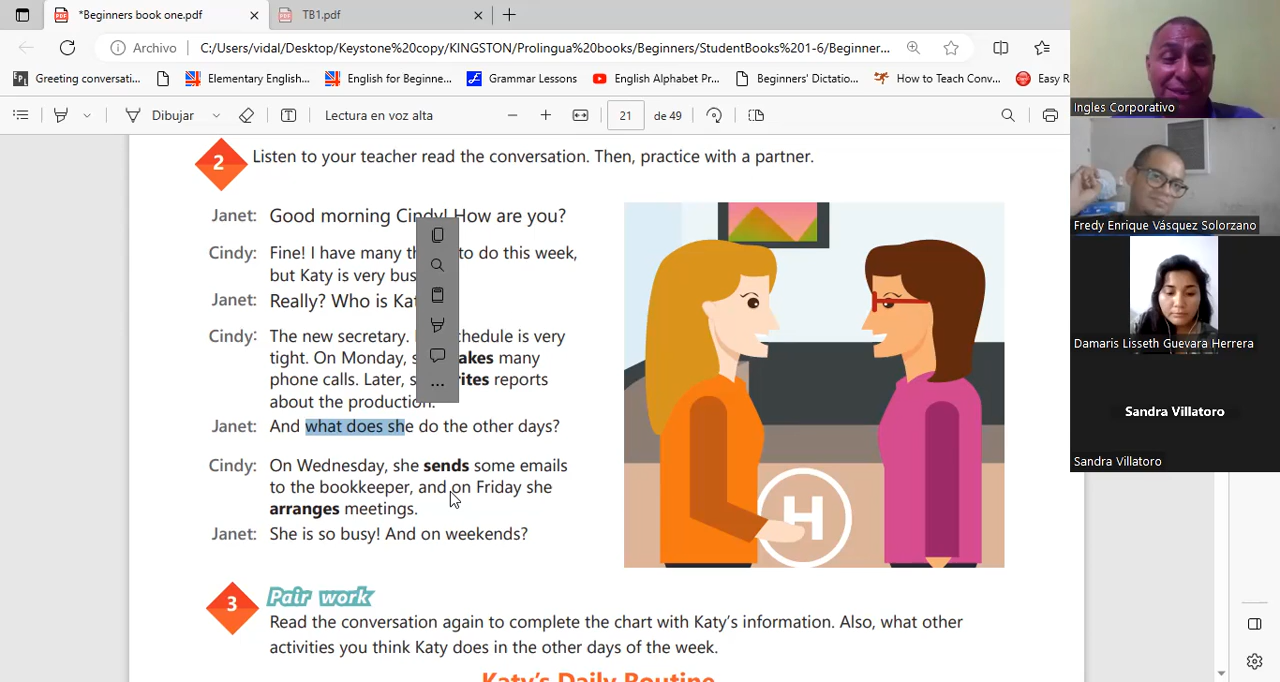 *Beginners book one.pdf
TB1.pdf
Archivo
C:/Users/vidal/Desktop/Keystone%20copy/KINGSTON/Prolingua%20books/Beginners/StudentBooks%201-6/Beginner...
Greeting conversati...
Elementary English...
English for Beginne...
Grammar Lessons
English Alphabet Pr...
Beginners' Dictatio...
How to Teach Conv...
Easy R
Dibujar
Lectura en voz alta
21
de 49
2
Listen to your teacher read the conversation. Then, practice with a partner.
Janet: Good morning Cindy! How are you?
Cindy: Fine! I have many th to do this week,
but Katy is very bus
Janet: Really? Who is Kat
Cindy: The new secretary. chedule is very
tight. On Monday, s akes many
phone calls. Later, s rites reports
about the production.
Janet: And what does she do the other days?
Cindy: On Wednesday, she sends some emails
to the bookkeeper, and on Friday she
arranges meetings.
Janet: She is so busy! And on weekends?
H
3
Pair work
Read the conversation again to complete the chart with Katy's information. Also, what other
activities you think Katy does in the other days of the week.
Katy's Daily Routine
Ingles Corporativo
Fredy Enrique Vásquez Solorzano
Damaris Lisseth Guevara Herrera
Sandra Villatoro
Sandra Villatoro